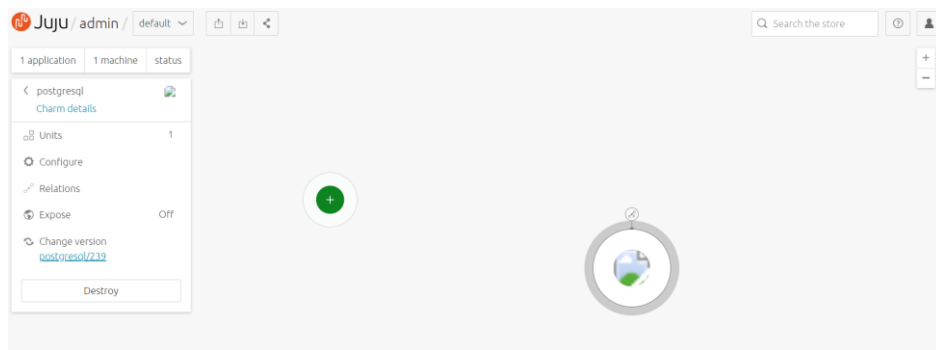 Juju / admin / default
Search the store
1 application 1 machine status
postgresql
Charm details
Units 1
Configure
Relations
Expose Off
Change version
postgresql/239
Destroy